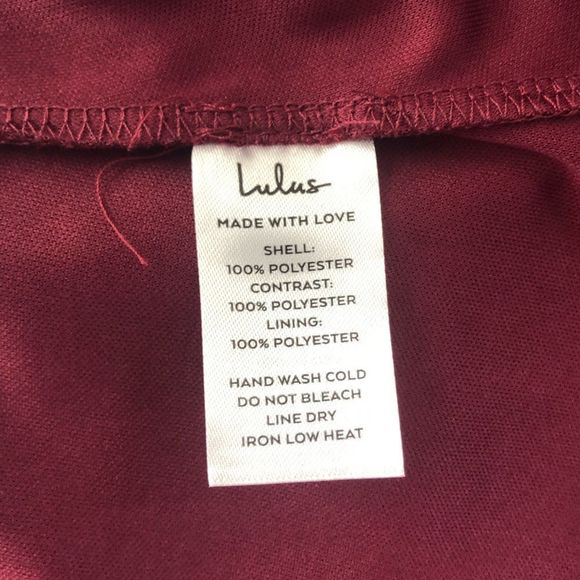 Lulus
MADE WITH LOVE
SHELL:
100% POLYESTER
CONTRAST:
100% POLYESTER
LINING:
100% POLYESTER
HAND WASH COLD
DO NOT BLEACH
LINE DRY
IRON LOW HEAT